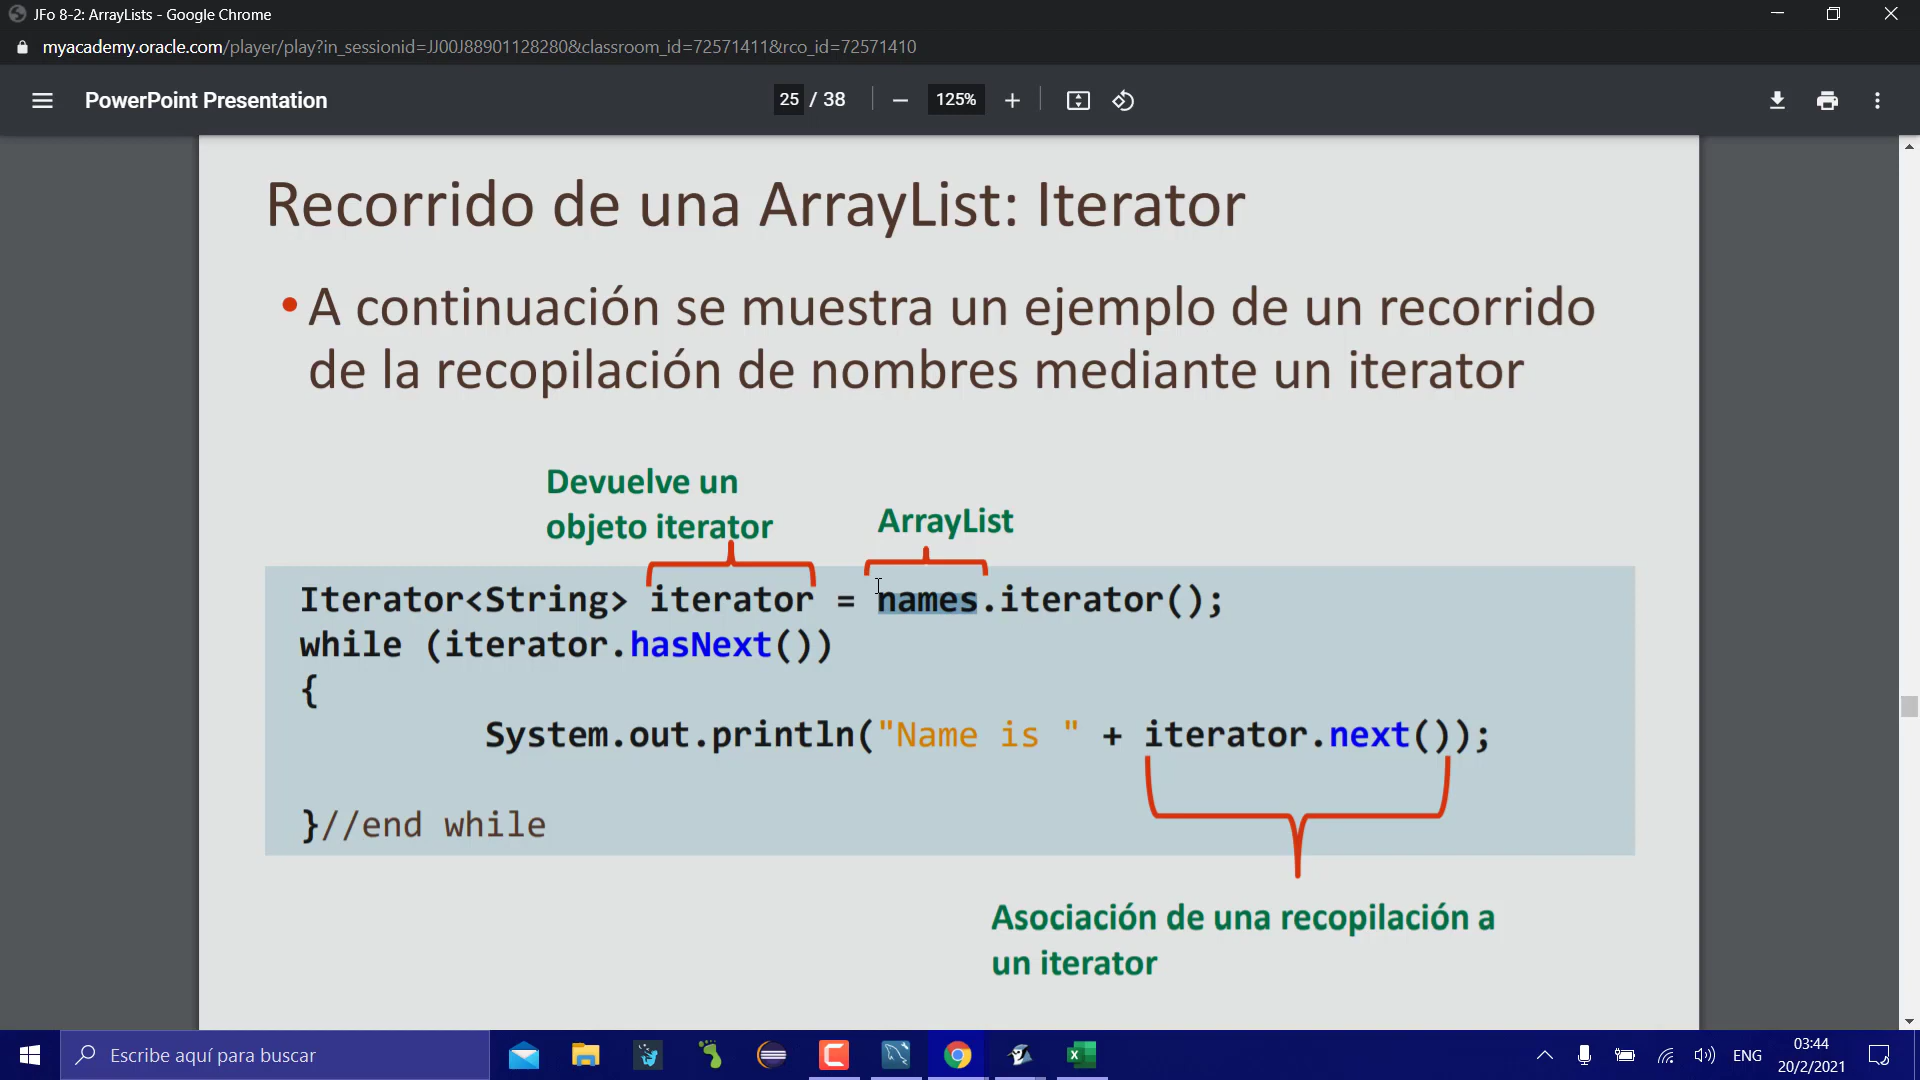 JFo 8-2: ArrayLists - Google Chrome
myacademy.oracle.com/player/play?in_sessionid=JJ00J88901128280&classroom_id=72571411&rco_id=72571410
PowerPoint Presentation
25 / 38
125%
Recorrido de una ArrayList: Iterator
• A continuación se muestra un ejemplo de un recorrido
de la recopilación de nombres mediante un iterator
Devuelve un
objeto iterator
ArrayList
Iterator<String> iterator = names.iterator();
while (iterator.hasNext())
{
System.out.println("Name is " + iterator.next());
}//end while
Asociación de una recopilación a
un iterator
Escribe aquí para buscar
ENG
03:44
20/2/2021